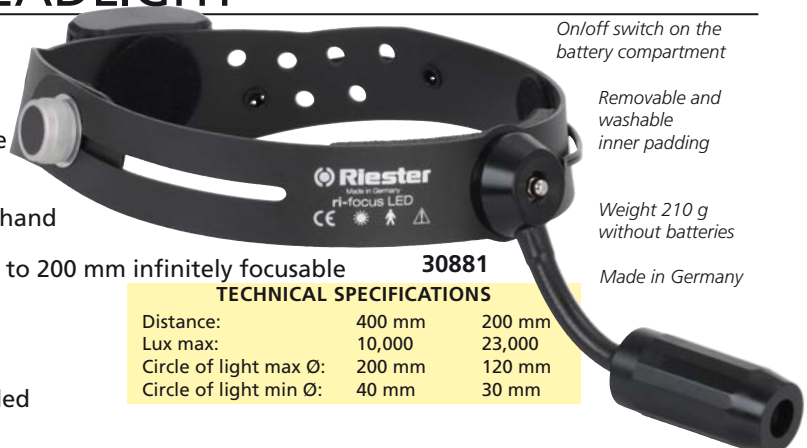 On/off switch on the
battery compartment
Removable and
washable
inner padding
Riester
Made in Germany
ri-focus LED
CE
hand
Weight 210 g
without batteries
to 200 mm infinitely focusable
30881
Made in Germany
TECHNICAL SPECIFICATIONS
Distance: 400 mm 200 mm
Lux max: 10,000 23,000
Circle of light max Ø: 200 mm 120 mm
Circle of light min Ø: 40 mm 30 mm